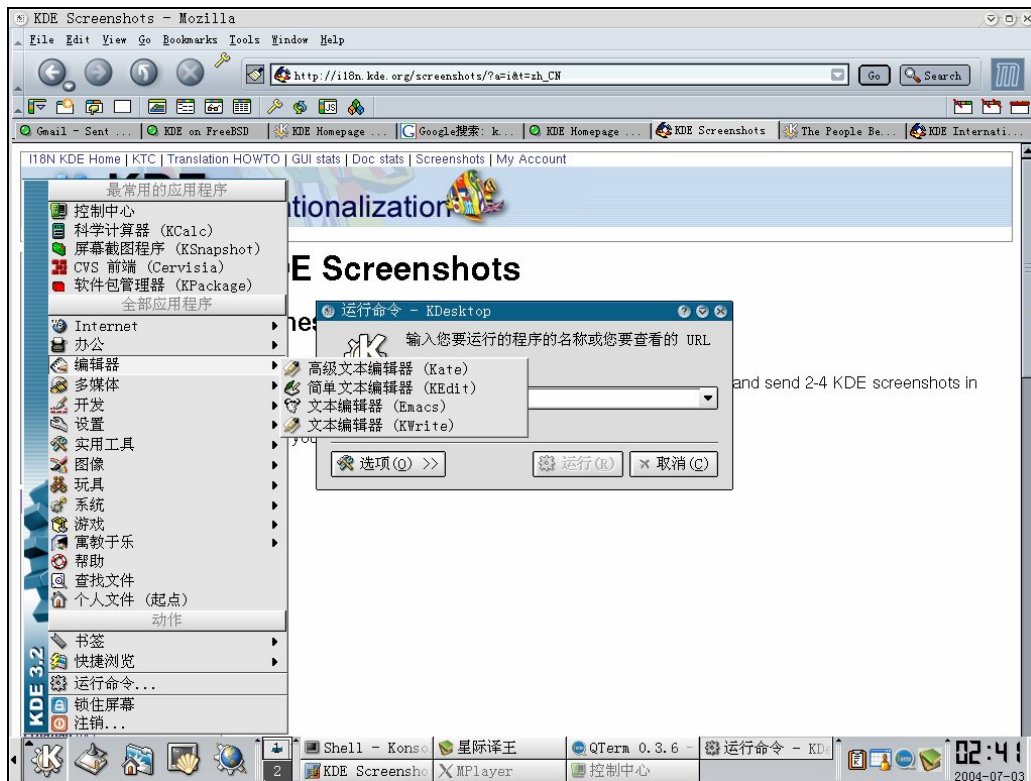 KDE Screenshots - Mozilla
File Edit View Go Bookmarks Tools Window Help
http://i18n.kde.org/screenshots/?a=i&t=zh_CN
Go
Search
Gmail - Sent ...
KDE on FreeBSD
KDE Homepage ...
Google搜索: k...
KDE Homepage ...
KDE Screenshots
The People Be...
KDE Internati...
I18N KDE Home | KTC | Translation HOWTO | GUI stats | Doc stats | Screenshots | My Account
tionalization
E Screenshots
and send 2-4 KDE screenshots in
最常用的应用程序
控制中心
科学计算器 (KCalc)
屏幕截图程序 (KSnapshot)
CVS 前端 (Cervisia)
软件包管理器 (KPackage)
全部应用程序
Internet
办公
编辑器
多媒体
开发
设置
实用工具
图像
玩具
系统
游戏
寓教于乐
帮助
查找文件
个人文件 (起点)
动作
书签
快捷浏览
运行命令...
锁住屏幕
注销...
KDE 3.2
高级文本编辑器 (Kate)
简单文本编辑器 (KEdit)
文本编辑器 (Emacs)
文本编辑器 (KWrite)
运行命令 - KDesktop
输入您要运行的程序的名称或您要查看的 URL
选项(O) >>
运行(R)
取消(C)
2
Shell - Konso
星际译王
QTerm 0.3.6 -
运行命令 - KDe
KDE Screensho
MPlayer
控制中心
02:41
2004-07-0